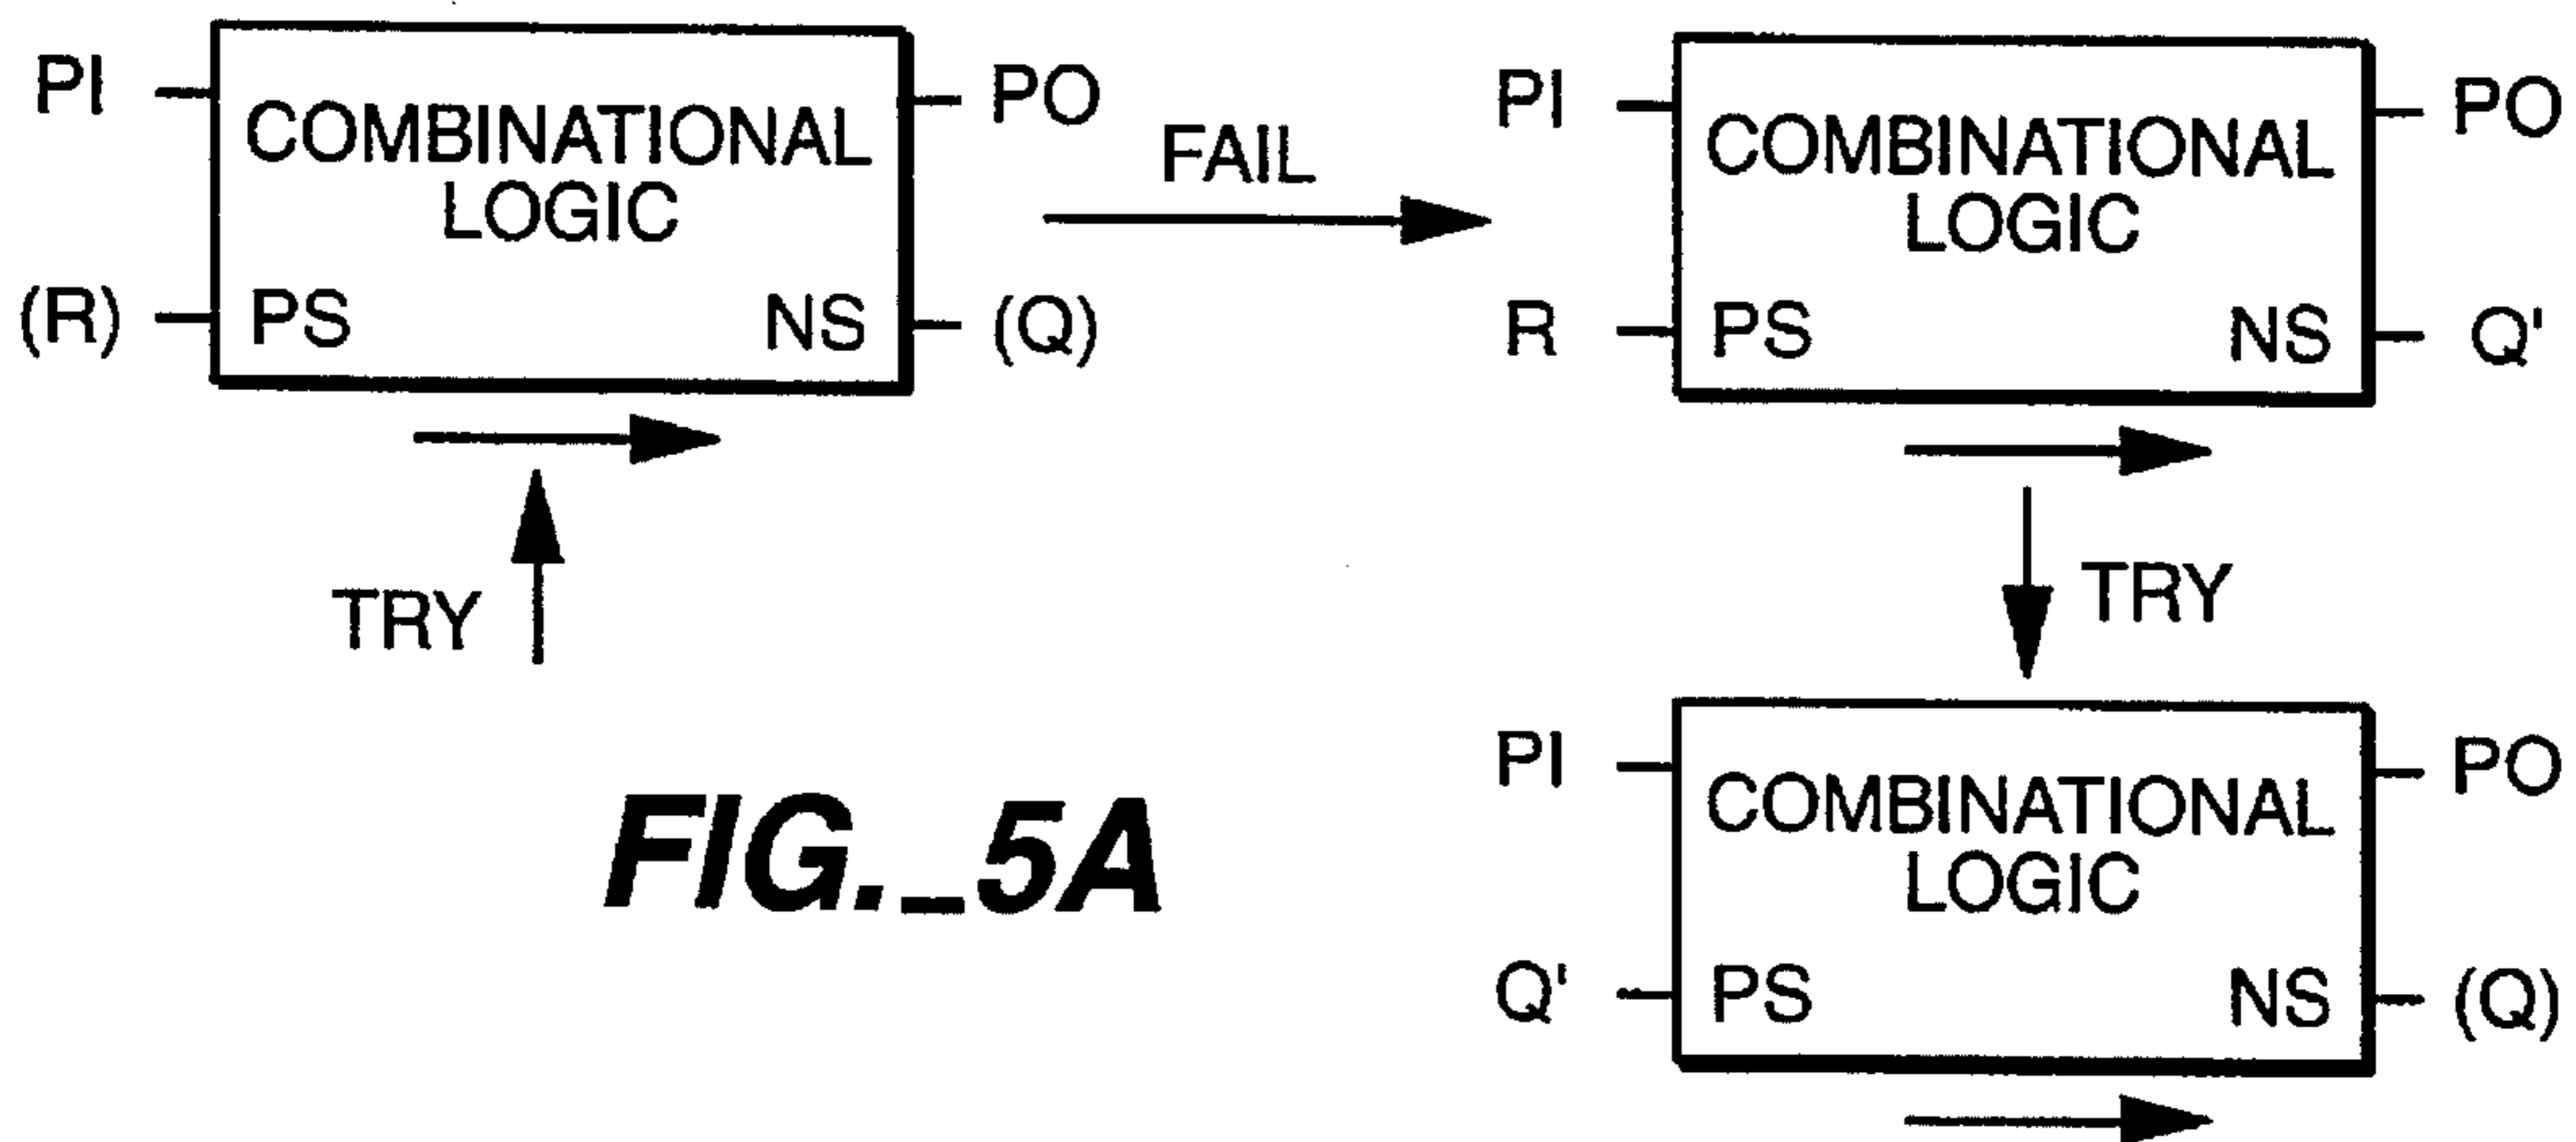 PI
COMBINATIONAL
LOGIC
PO
(R)
PS
NS
(Q)
FAIL
PI
COMBINATIONAL
LOGIC
PO
R
PS
NS
Q'
TRY
TRY
PI
COMBINATIONAL
LOGIC
PO
Q'
PS
NS
(Q)
FIG._5A